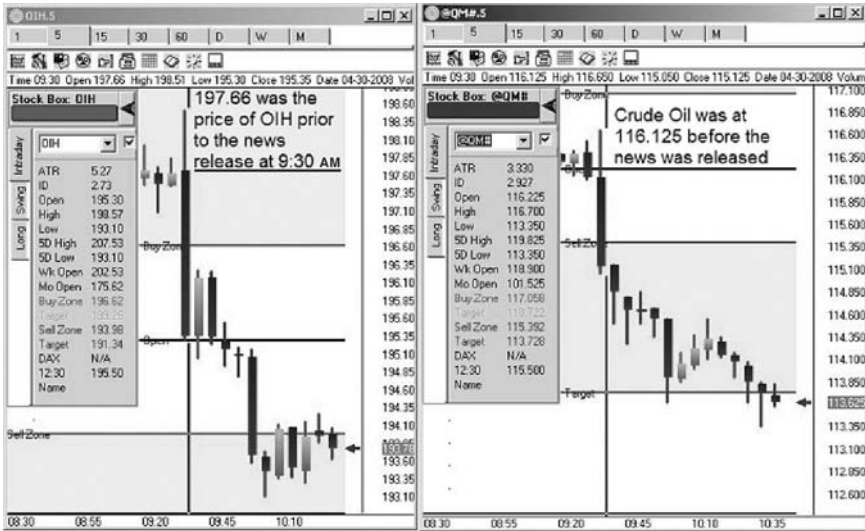 OIH.5
1 5 15 30 60 D W M
Time 09:30 Open 197.66 High 198.51 Low 195.30 Close 195.35 Date 04-30-2008 Vol
Stock Box: OIH
197.66 was the
price of OIH prior
to the news
release at 9:30 AM
Intraday
Swing
Long
OIH
ATR 5.27
ID 2.73
Open 195.30
High 198.57
Low 193.10
5D High 207.53
5D Low 193.10
Wk Open 202.53
Mo Open 175.62
Buy Zone 196.62
Target
Sell Zone 193.98
Target 191.34
DAX N/A
12:30 195.50
Name
Buy Zone
Open
Sell Zone
198.60
198.35
198.10
197.85
197.60
197.35
197.10
196.85
196.60
196.35
196.10
195.85
195.60
195.35
195.10
194.85
194.60
194.35
194.10
193.60
193.35
193.10
08:30 08:55 09:20 09:45 10:10
@QM#.5
1 5 15 30 60 D W M
Time 09:30 Open 116.125 High 116.650 Low 115.050 Close 115.125 Date 04-30-2008 Volum
Stock Box: @QM#
Crude Oil was at
116.125 before the
news was released
Intraday
Swing
Long
@QM#
ATR 3.330
ID 2.927
Open 116.225
High 116.700
Low 113.350
5D High 119.825
5D Low 113.350
Wk Open 118.900
Mo Open 101.525
Buy Zone 117.058
Target
Sell Zone 115.392
Target 113.728
DAX N/A
12:30 115.500
Name
Buy Zone
Sell Zone
Target
117.100
116.850
116.600
116.350
116.100
115.850
115.600
115.350
115.100
114.850
114.600
114.350
114.100
113.850
113.625
113.350
113.100
112.850
112.600
08:30 08:55 09:20 09:45 10:10 10:35